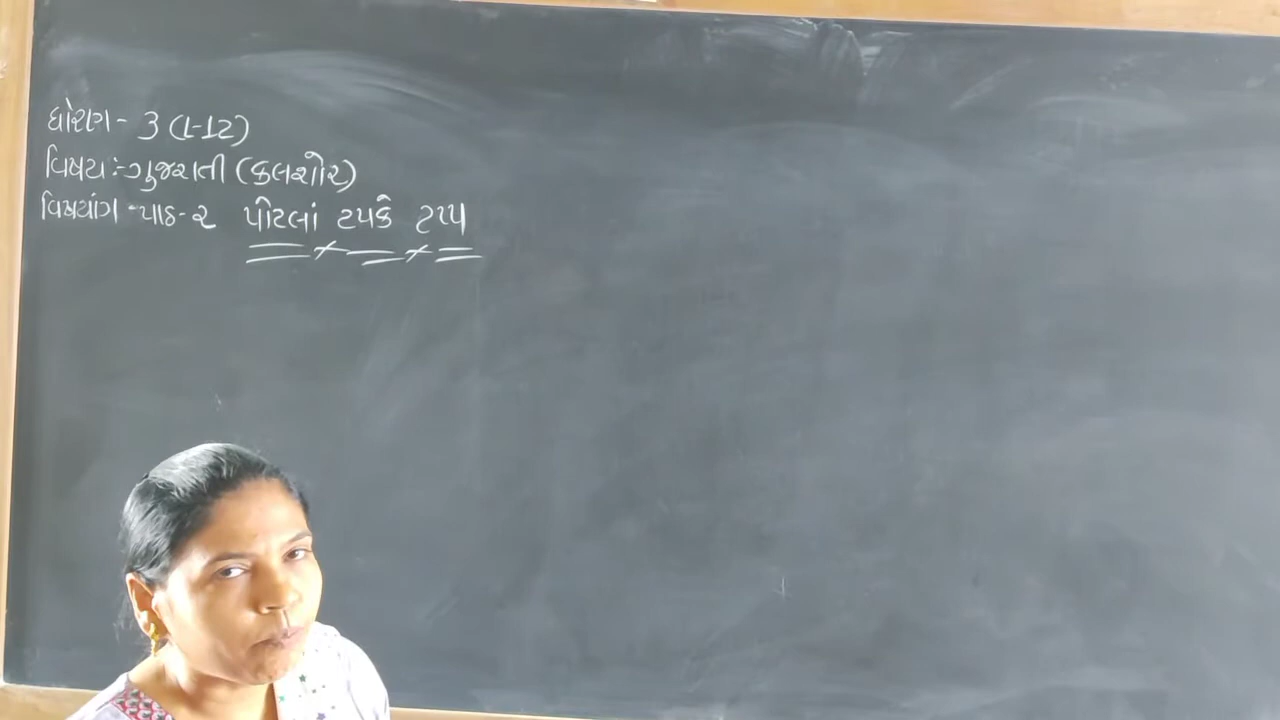 ધોરણ - 3 (L-12)
વિષય :- ગુજરાતી (કલશોર)
વિષયાંગ - પાઠ - ૨ પોટલાં ટપકે ટપ્પ